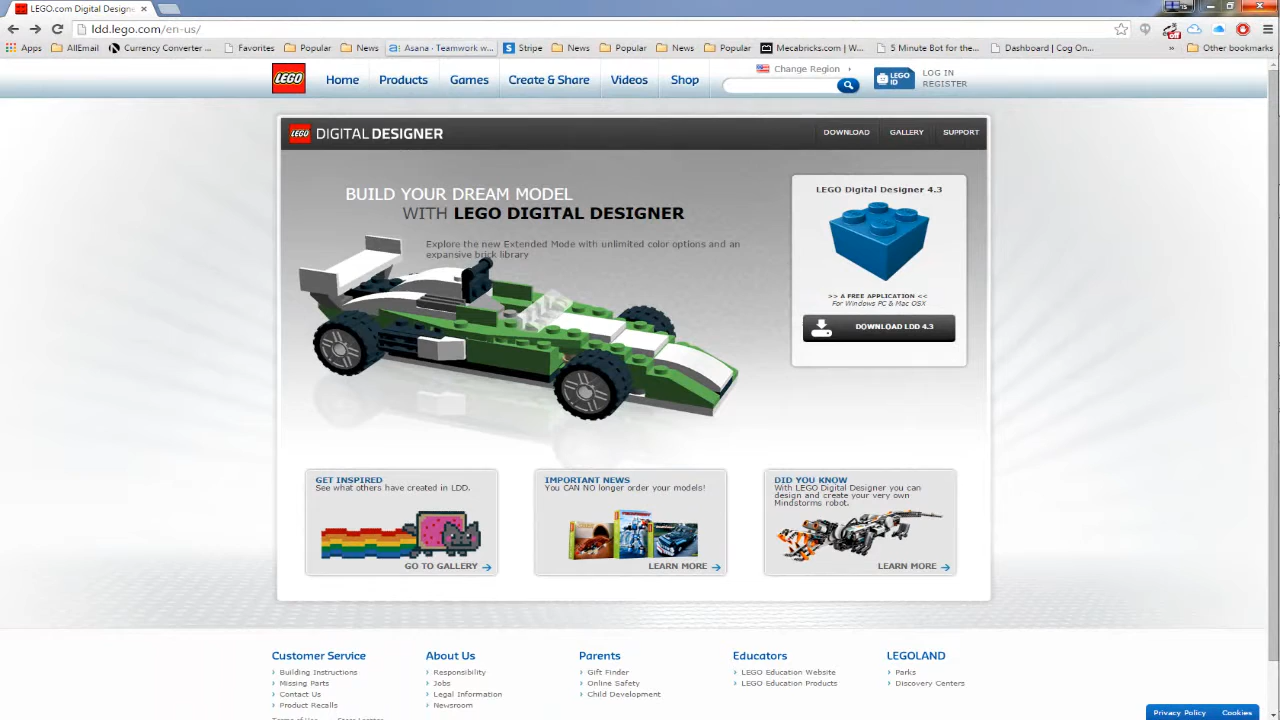 LEGO.com Digital Designe
15
ldd.lego.com/en-us/
off
Apps AllEmail Currency Converter ... Favorites Popular News Asana · Teamwork w... Stripe News Popular News Popular Mecabricks.com | W... 5 Minute Bot for the... Dashboard | Cog On... » Other bookmarks
LEGO Home Products Games Create & Share Videos Shop
Change Region
LEGO ID
LOG IN
REGISTER
LEGO DIGITAL DESIGNER
DOWNLOAD GALLERY SUPPORT
BUILD YOUR DREAM MODEL
WITH LEGO DIGITAL DESIGNER
Explore the new Extended Mode with unlimited color options and an
expansive brick library
LEGO Digital Designer 4.3
>> A FREE APPLICATION <<
For Windows PC & Mac OSX
DOWNLOAD LDD 4.3
GET INSPIRED
See what others have created in LDD.
GO TO GALLERY
IMPORTANT NEWS
You CAN NO longer order your models!
LEARN MORE
DID YOU KNOW
With LEGO Digital Designer you can
design and create your very own
Mindstorms robot.
LEARN MORE
Customer Service
Building Instructions
Missing Parts
Contact Us
Product Recalls
Terms of Use Store Locator
About Us
Responsibility
Jobs
Legal Information
Newsroom
Parents
Gift Finder
Online Safety
Child Development
Educators
LEGO Education Website
LEGO Education Products
LEGOLAND
Parks
Discovery Centers
Privacy Policy Cookies